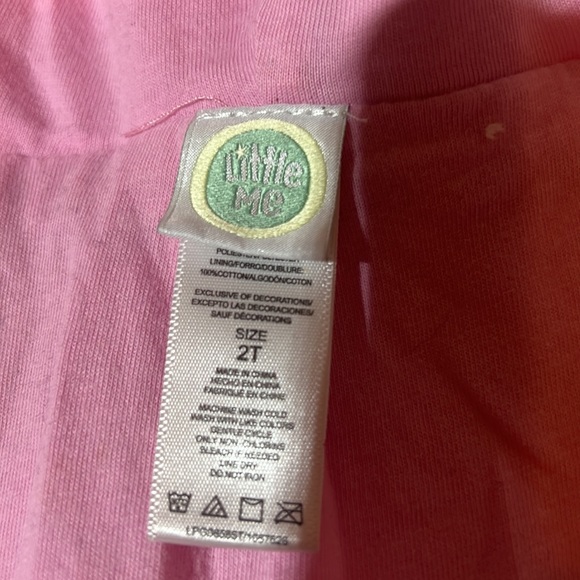 little
Me
LINING/FORRO/DOUBLURE:
100%COTTON/ALGODÓN/COTON
EXCLUSIVE OF DECORATIONS/
EXCEPTO LAS DECORACIONES/
SAUF DÉCORATIONS
SIZE
2T
MADE IN CHINA
HECHO EN CHINA
FABRIQUÉ EN CHINE
MACHINE WASH COLD
WASH WITH LIKE COLORS
GENTLE CYCLE
ONLY NON-CHLORINE
BLEACH IF NEEDED
LINE DRY
DO NOT IRON